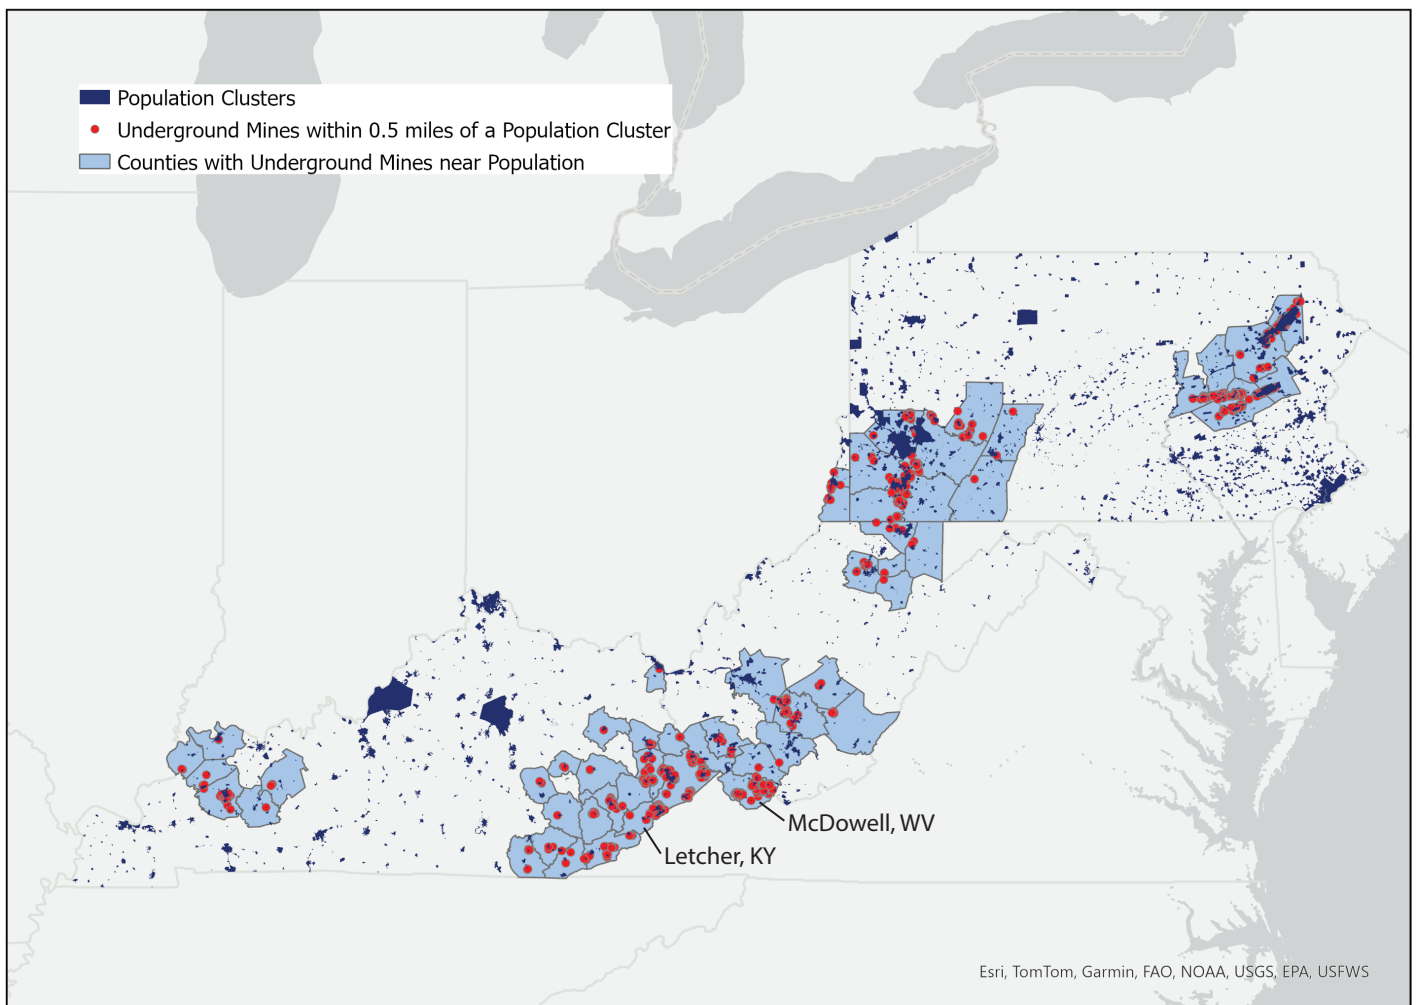 Population Clusters
Underground Mines within 0.5 miles of a Population Cluster
Counties with Underground Mines near Population
McDowell, WV
Letcher, KY
Esri, TomTom, Garmin, FAO, NOAA, USGS, EPA, USFWS